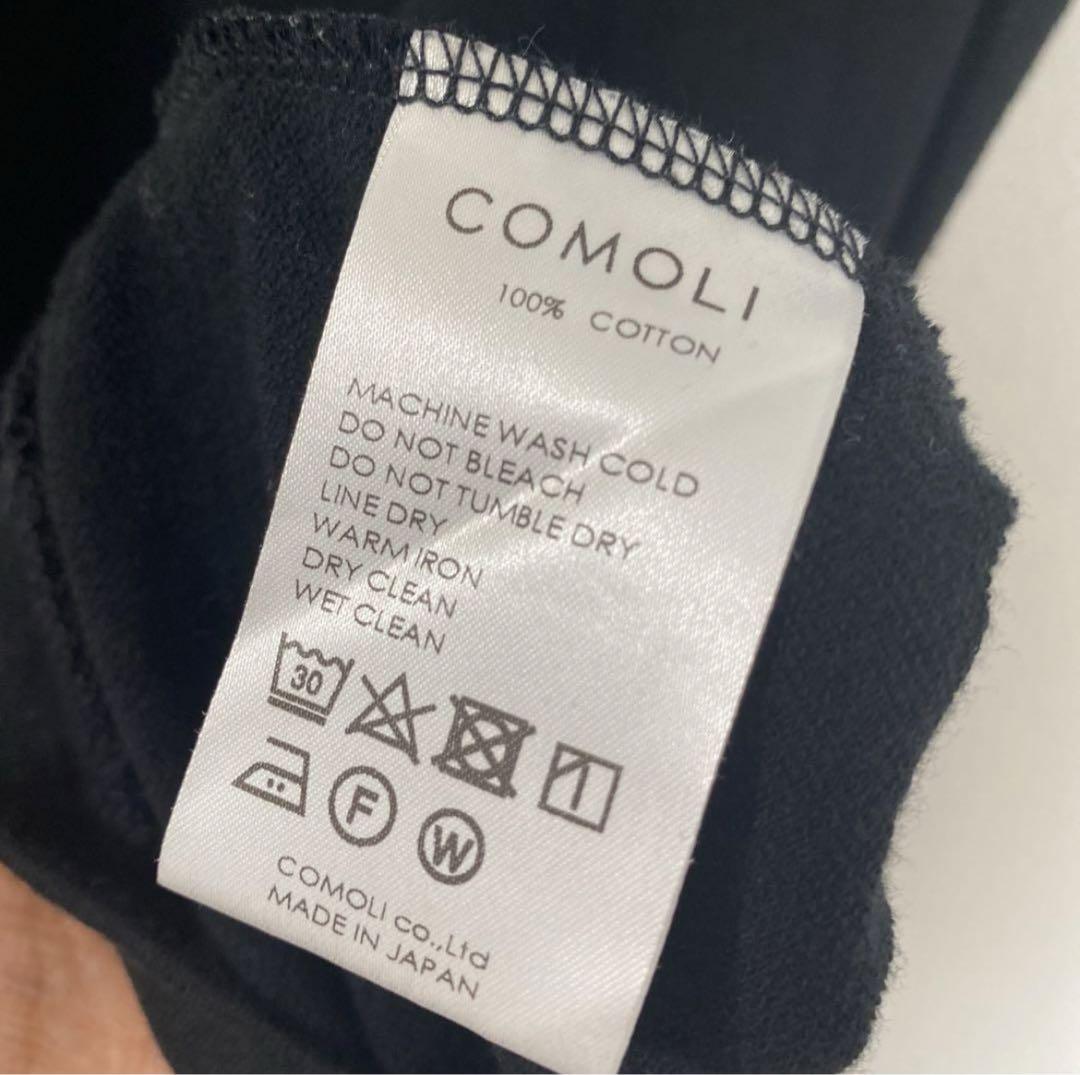 COMOLI
100% COTTON
MACHINE WASH COLD
DO NOT BLEACH
DO NOT TUMBLE DRY
LINE DRY
WARM IRON
DRY CLEAN
WET CLEAN
30
F W
COMOLI co.,Ltd
MADE IN JAPAN